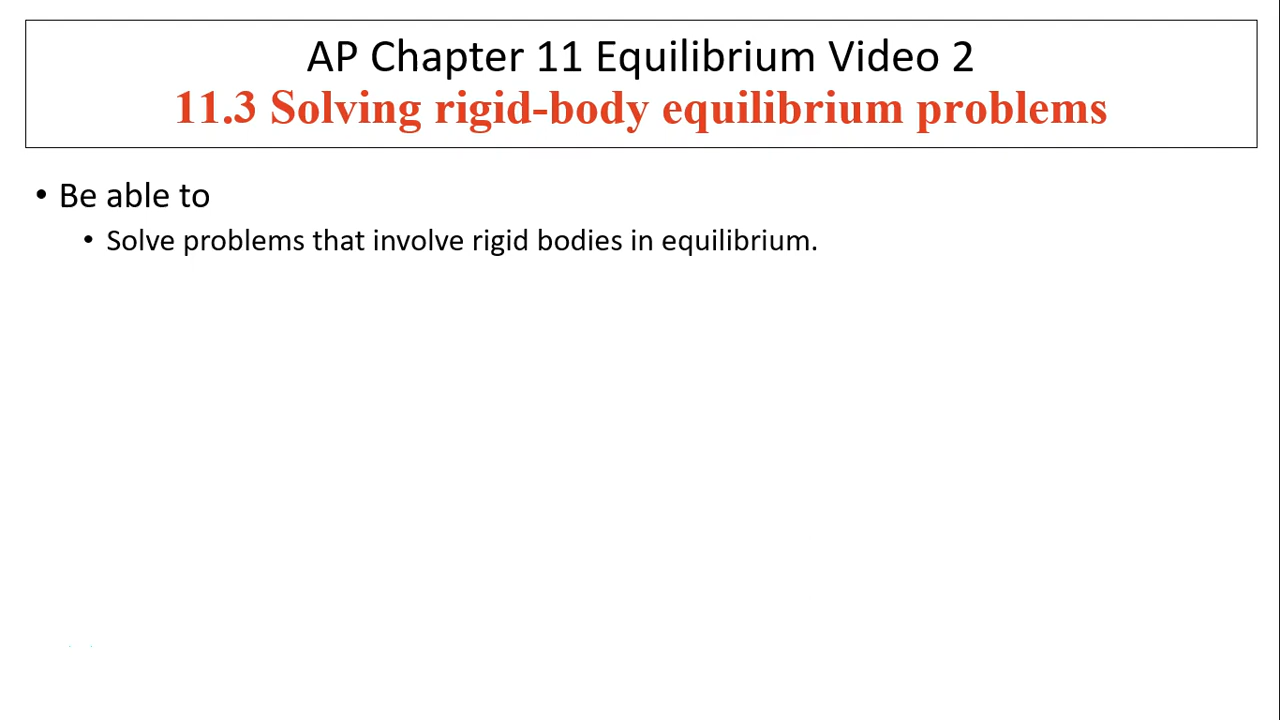 AP Chapter 11 Equilibrium Video 2
11.3 Solving rigid-body equilibrium problems
• Be able to
• Solve problems that involve rigid bodies in equilibrium.